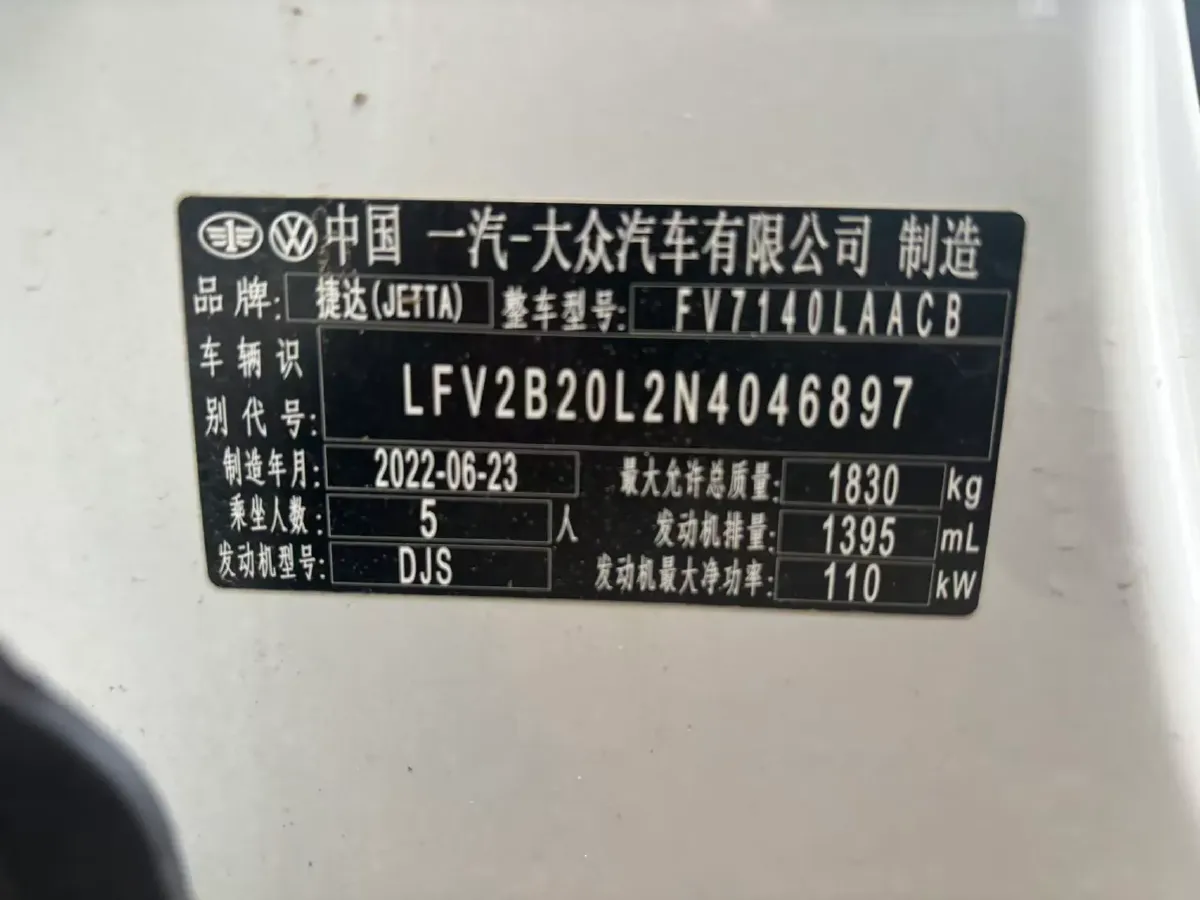 中国 一汽-大众汽车有限公司 制造
品牌: 捷达(JETTA) 整车型号: FV7140LAACB
车辆识别代号: LFV2B20L2N4046897
制造年月: 2022-06-23 最大允许总质量: 1830 kg
乘坐人数: 5 人 发动机排量: 1395 mL
发动机型号: DJS 发动机最大净功率: 110 kW